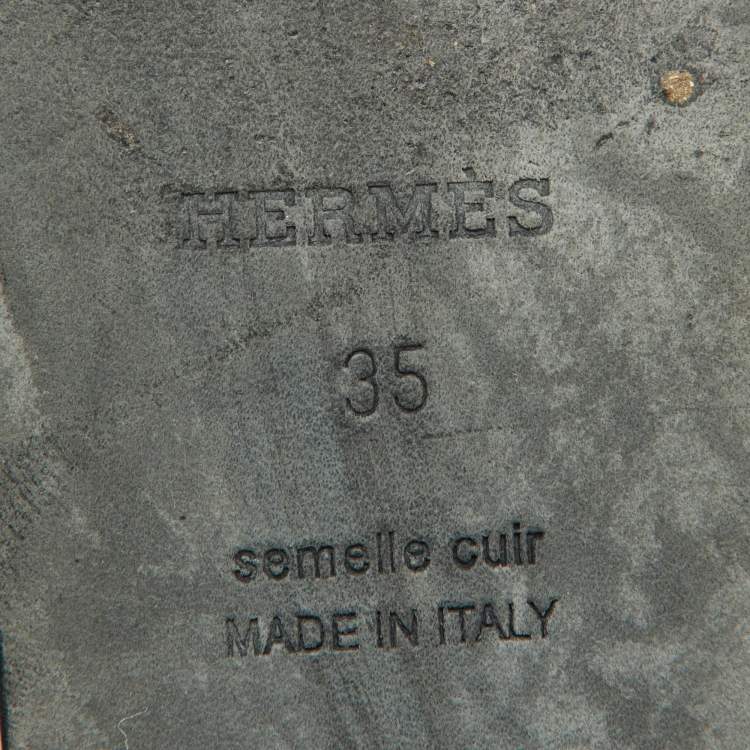 HERMÈS
35
semelle cuir
MADE IN ITALY